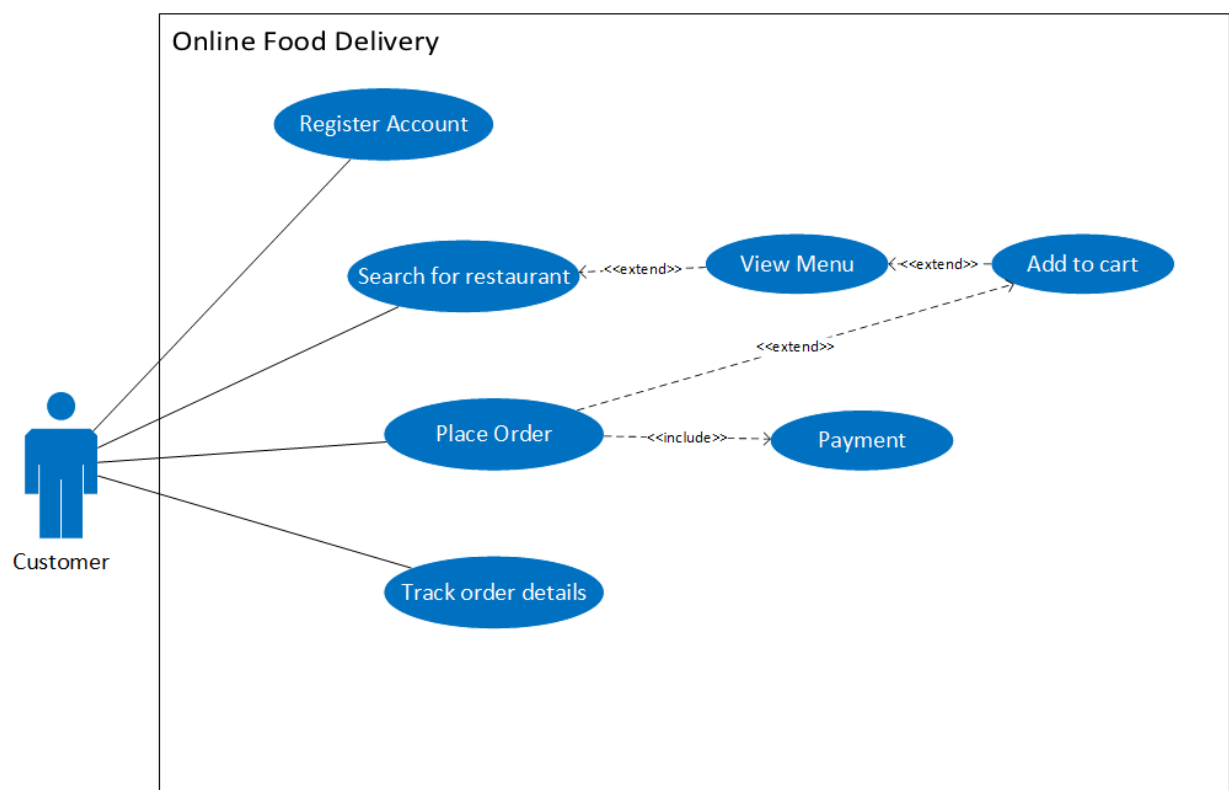 Online Food Delivery
Register Account
Search for restaurant
<<extend>>
View Menu
<<extend>>
Add to cart
<<extend>>
Place Order
<<include>>
Payment
Customer
Track order details